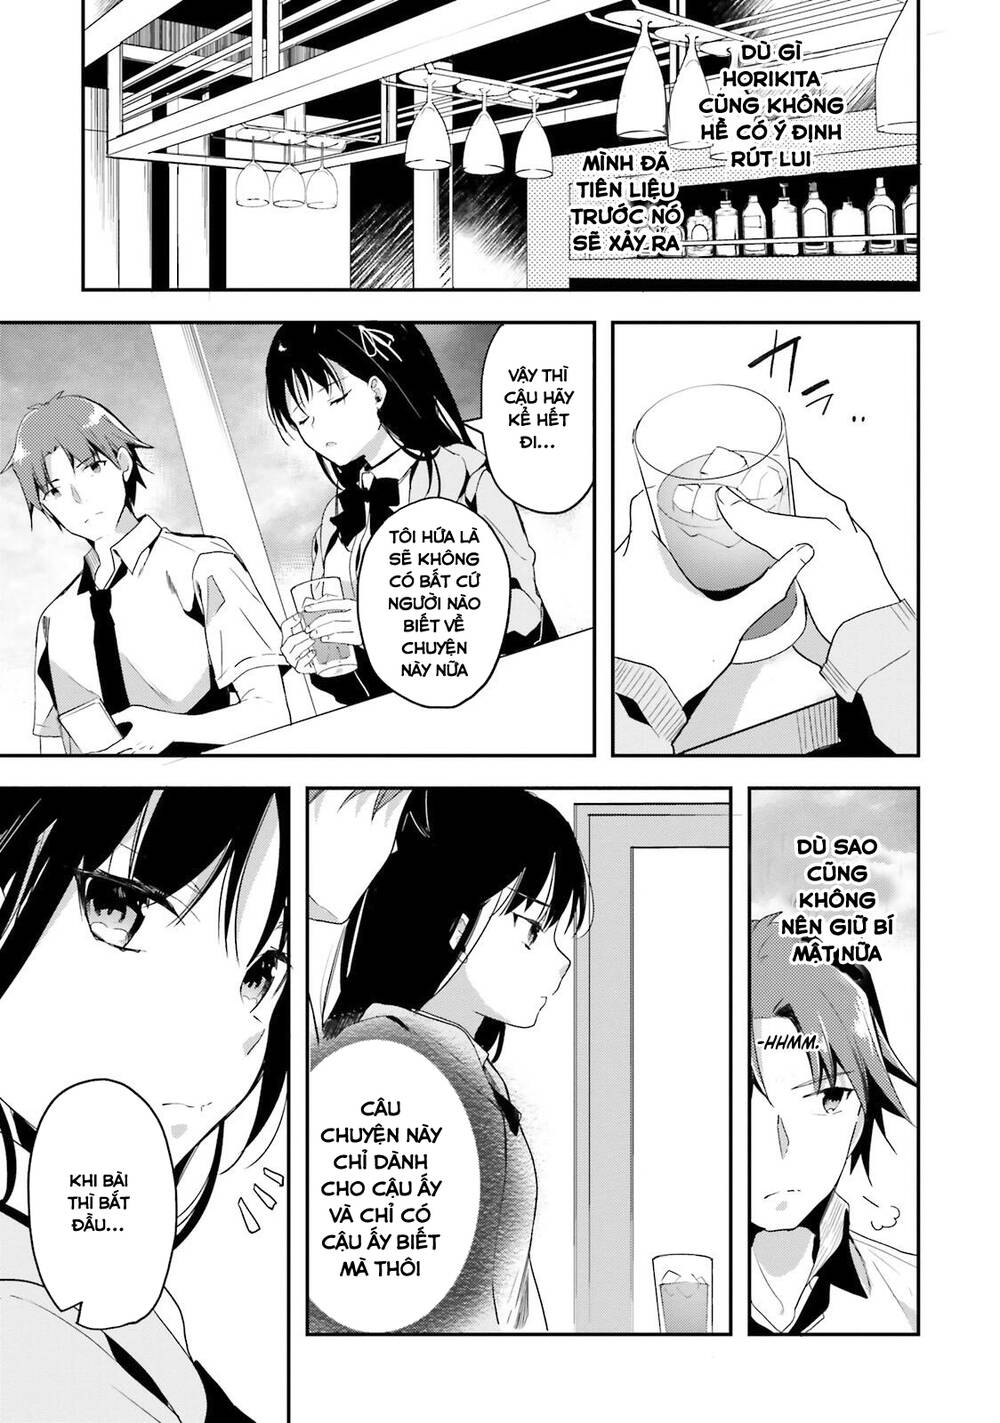 DÙ GÌ
HORIKITA
CŨNG KHÔNG
HỀ CÓ Ý ĐỊNH
RÚT LUI
MÌNH ĐÃ
TIÊN LIỆU
TRƯỚC NÓ
SẼ XẢY RA
VẬY THÌ
CẬU HÃY
KỂ HẾT
ĐI...
TÔI HỨA LÀ
SẼ KHÔNG
CÓ BẤT CỨ
NGƯỜI NÀO
BIẾT VỀ
CHUYỆN
NÀY NỮA
DÙ SAO
CŨNG
KHÔNG
NÊN GIỮ BÍ
MẬT NỮA
-HHMM.
CÂU
CHUYỆN NÀY
CHỈ DÀNH
CHO CẬU ẤY
VÀ CHỈ CÓ
CẬU ẤY BIẾT
MÀ THÔI
KHI BÀI
THÌ BẮT
ĐẦU...